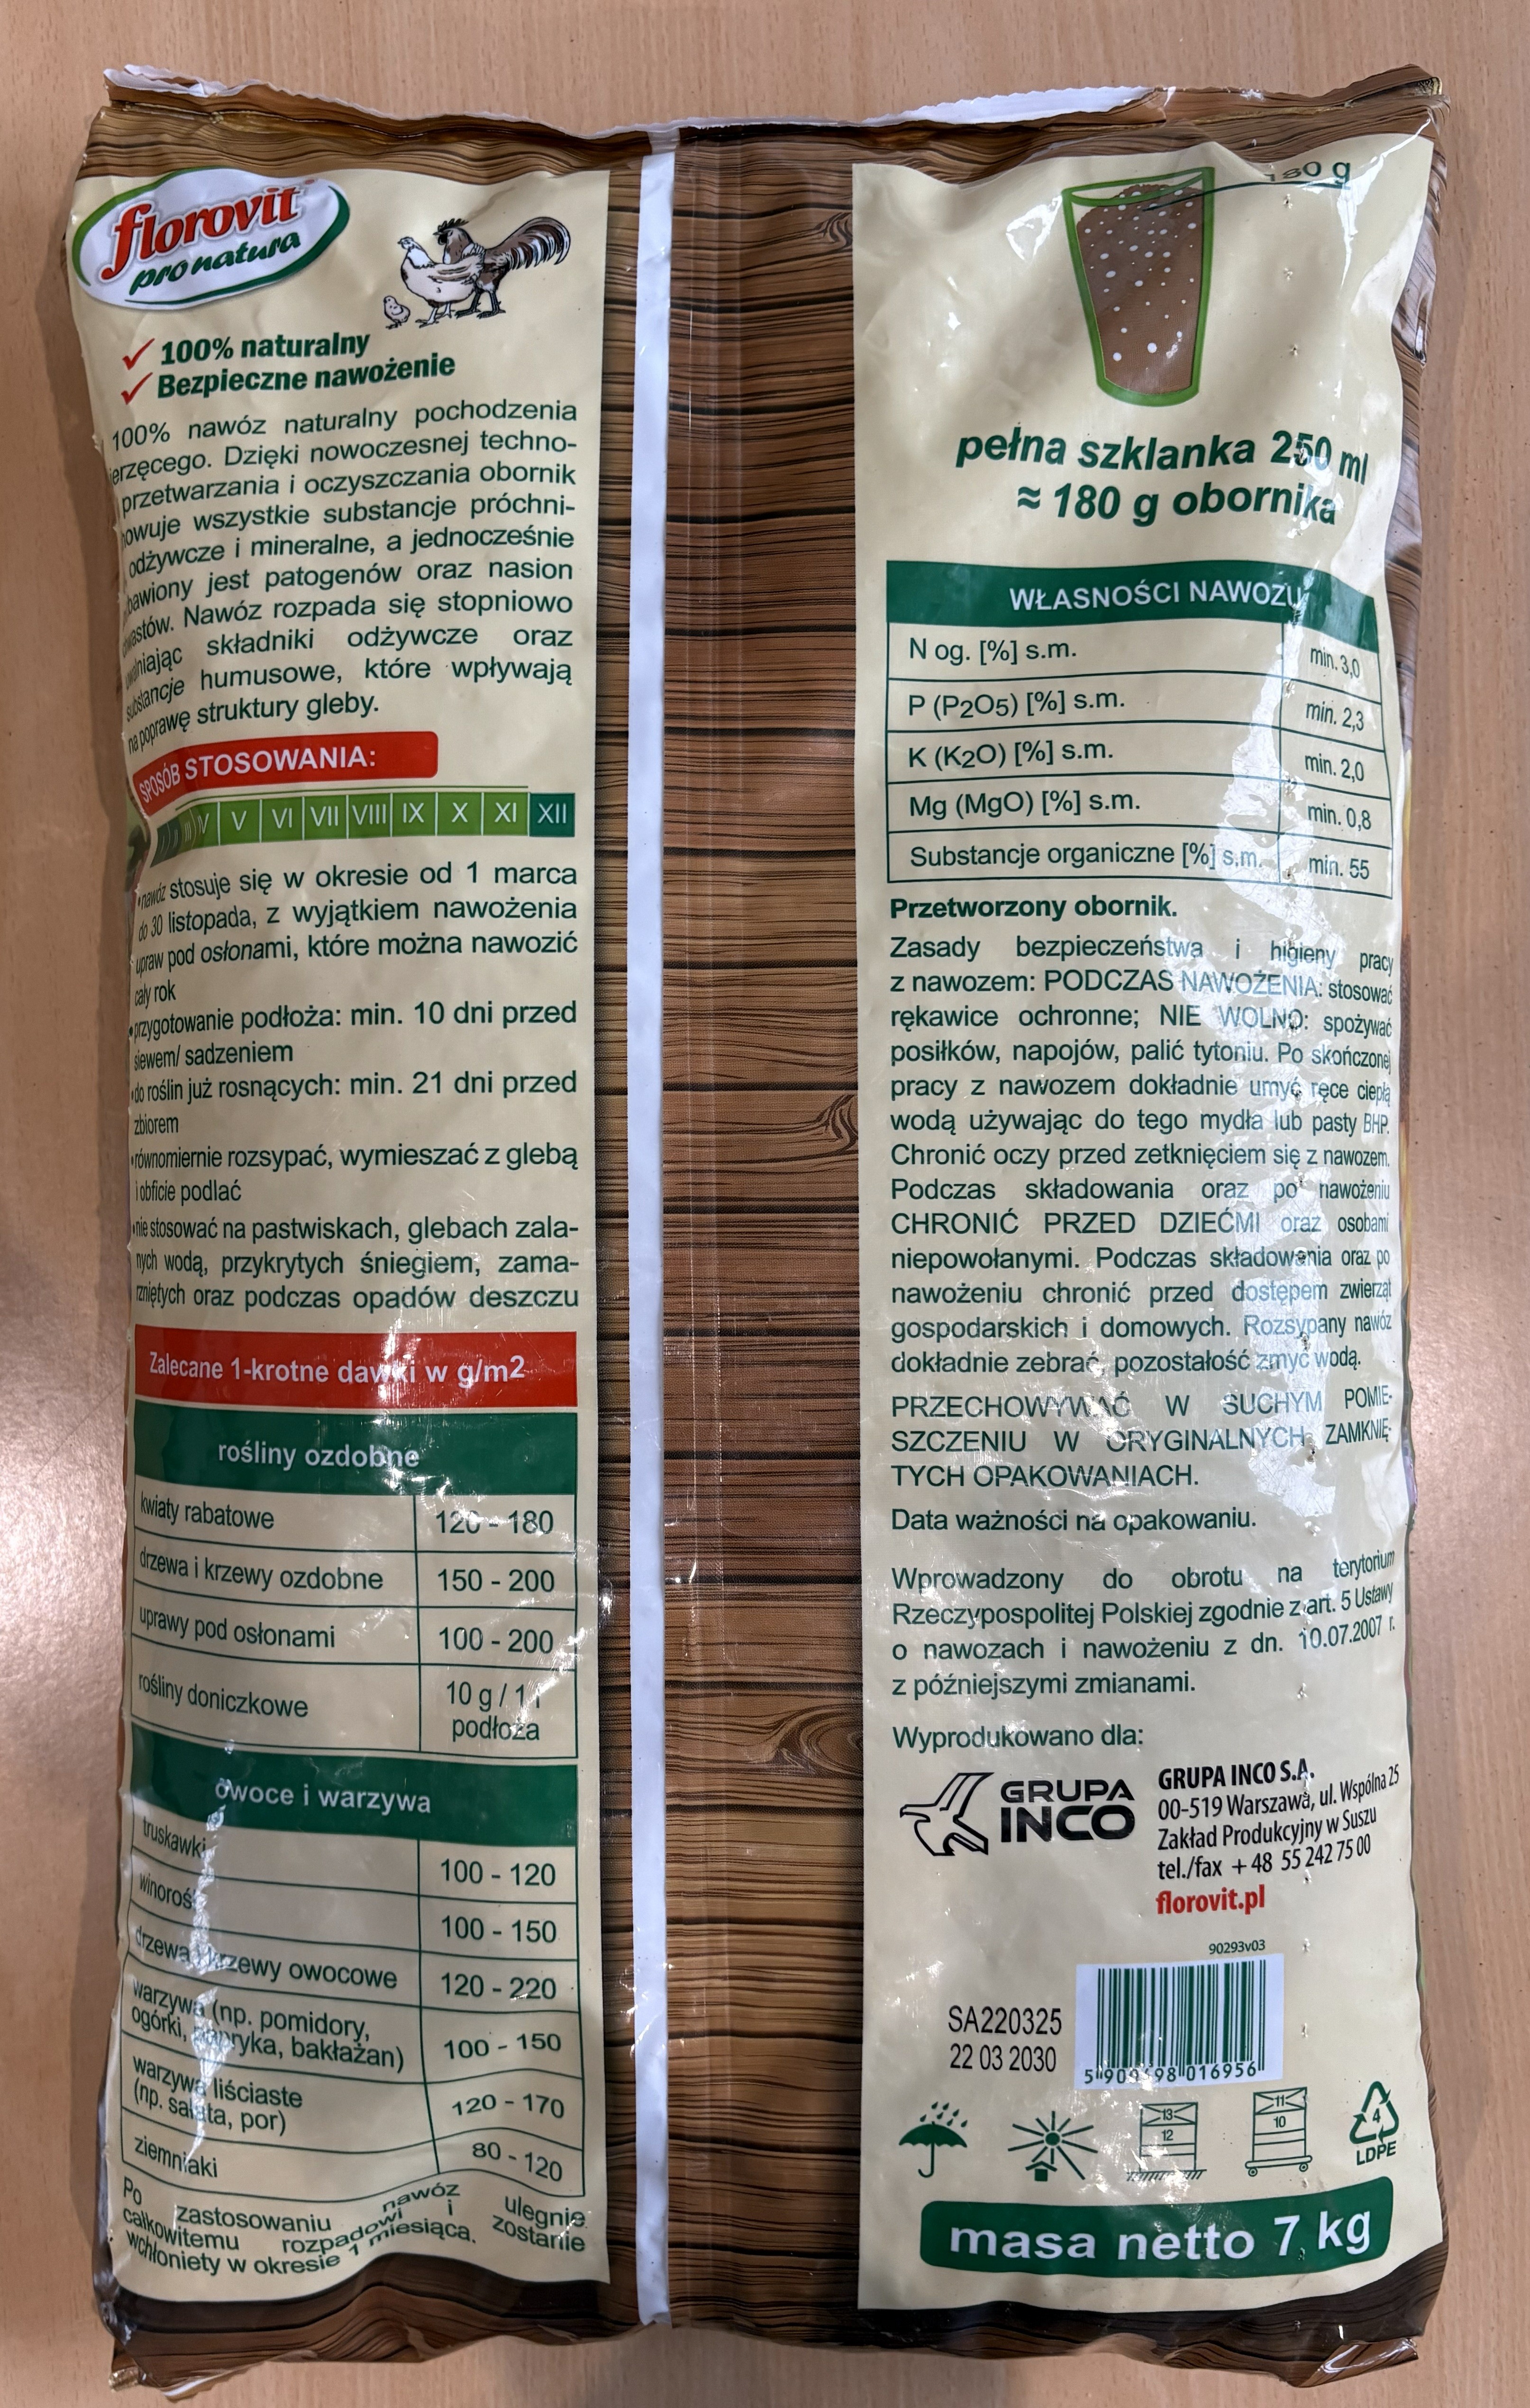 florovit
pro natura
100% naturalny
Bezpieczne nawożenie
100% nawóz naturalny pochodzenia
erzęcego. Dzięki nowoczesnej techno-
przetwarzania i oczyszczania obornik
howuje wszystkie substancje próchni-
odżywcze i mineralne, a jednocześnie
bawiony jest patogenów oraz nasion
wastów. Nawóz rozpada się stopniowo
walniając składniki odżywcze oraz
substancje humusowe, które wpływają
na poprawę struktury gleby.
SPOSÓB STOSOWANIA:
IV V VI VII VIII IX X XI XII
•nawóz stosuje się w okresie od 1 marca
do 30 listopada, z wyjątkiem nawożenia
upraw pod osłonami, które można nawozić
cały rok
•przygotowanie podłoża: min. 10 dni przed
siewem/ sadzeniem
•do roślin już rosnących: min. 21 dni przed
zbiorem
•równomiernie rozsypać, wymieszać z glebą
i obficie podlać
•nie stosować na pastwiskach, glebach zala-
nych wodą, przykrytych śniegiem, zama-
rzniętych oraz podczas opadów deszczu
Zalecane 1-krotne dawki w g/m2
rośliny ozdobne
kwiaty rabatowe 120 - 180
drzewa i krzewy ozdobne 150 - 200
uprawy pod osłonami 100 - 200
rośliny doniczkowe 10 g / 1 l
podłoża
owoce i warzywa
truskawki 100 - 120
winorośl 100 - 150
drzewa i krzewy owocowe 120 - 220
warzywa (np. pomidory,
ogórki, papryka, bakłażan) 100 - 150
warzywa liściaste
(np. sałata, por) 120 - 170
ziemniaki 80 - 120
Po zastosowaniu nawóz ulegnie
całkowitemu rozpadowi i zostanie
wchłoniety w okresie 1 miesiąca.
180 g
pełna szklanka 250 ml
≈ 180 g obornika
WŁASNOŚCI NAWOZU
N og. [%] s.m. min. 3,0
P (P2O5) [%] s.m. min. 2,3
K (K2O) [%] s.m. min. 2,0
Mg (MgO) [%] s.m. min. 0,8
Substancje organiczne [%] s.m. min. 55
Przetworzony obornik.
Zasady bezpieczeństwa i higieny pracy
z nawozem: PODCZAS NAWOŻENIA: stosować
rękawice ochronne; NIE WOLNO: spożywać
posiłków, napojów, palić tytoniu. Po skończonej
pracy z nawozem dokładnie umyć ręce ciepłą
wodą używając do tego mydła lub pasty BHP.
Chronić oczy przed zetknięciem się z nawozem.
Podczas składowania oraz po nawożeniu
CHRONIĆ PRZED DZIEĆMI oraz osobami
niepowołanymi. Podczas składowania oraz po
nawożeniu chronić przed dostępem zwierząt
gospodarskich i domowych. Rozsypany nawóz
dokładnie zebrać, pozostałość zmyć wodą.
PRZECHOWYWAĆ W SUCHYM POMIE-
SZCZENIU W ORYGINALNYCH ZAMKNIĘ-
TYCH OPAKOWANIACH.
Data ważności na opakowaniu.
Wprowadzony do obrotu na terytorium
Rzeczypospolitej Polskiej zgodnie z art. 5 Ustawy
o nawozach i nawożeniu z dn. 10.07.2007 r.
z późniejszymi zmianami.
Wyprodukowano dla:
GRUPA
INCO
GRUPA INCO S.A.
00-519 Warszawa, ul. Wspólna 25
Zakład Produkcyjny w Suszu
tel./fax +48 55 242 75 00
florovit.pl
90293v03
SA220325
22 03 2030
5 909498 016956
13
12
11
10
4
LDPE
masa netto 7 kg